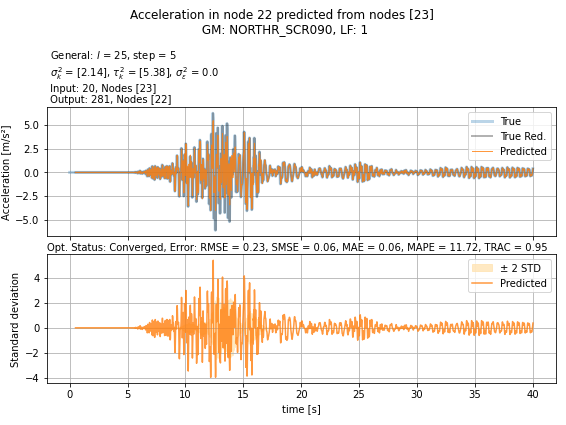 Acceleration in node 22 predicted from nodes [23]
GM: NORTHR_SCR090, LF: 1
General: l = 25, step = 5
σ²ₖ = [2.14], τ²ₖ = [5.38], σ²ε = 0.0
Input: 20, Nodes [23]
Output: 281, Nodes [22]
Acceleration [m/s²]
5.0
2.5
0.0
−2.5
−5.0
True
True Red.
Predicted
Opt. Status: Converged, Error: RMSE = 0.23, SMSE = 0.06, MAE = 0.06, MAPE = 11.72, TRAC = 0.95
Standard deviation
4
2
0
−2
−4
± 2 STD
Predicted
0 5 10 15 20 25 30 35 40
time [s]